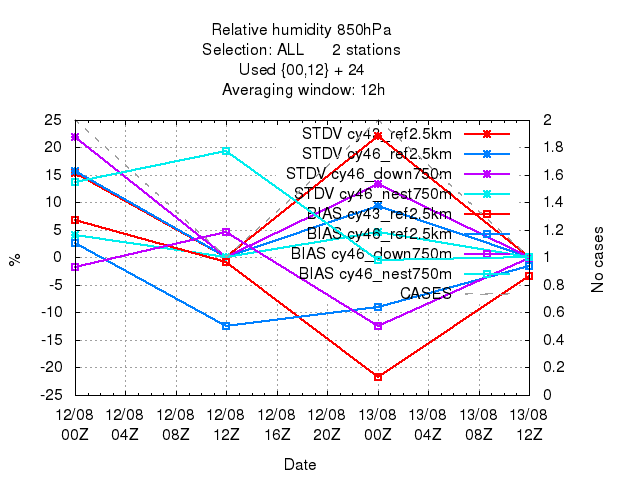 Relative humidity 850hPa
Selection: ALL 2 stations
Used {00,12} + 24
Averaging window: 12h
25
20
15
10
5
0
-5
-10
-15
-20
-25
%
2
1.8
1.6
1.4
1.2
1
0.8
0.6
0.4
0.2
0
No cases
STDV cy43_ref2.5km
STDV cy46_ref2.5km
STDV cy46_down750m
STDV cy46_nest750m
BIAS cy43_ref2.5km
BIAS cy46_ref2.5km
BIAS cy46_down750m
BIAS cy46_nest750m
CASES
12/08 12/08 12/08 12/08 12/08 12/08 13/08 13/08 13/08 13/08
00Z 04Z 08Z 12Z 16Z 20Z 00Z 04Z 08Z 12Z
Date